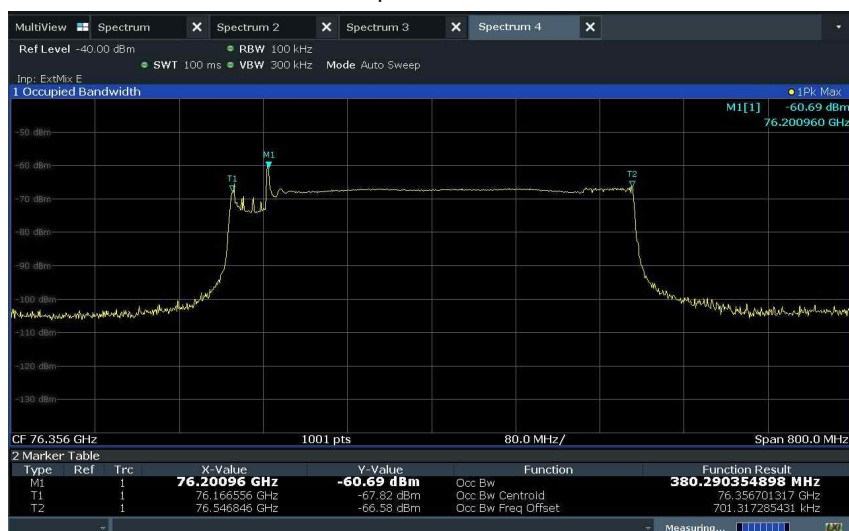 MultiView Spectrum X Spectrum 2 X Spectrum 3 X Spectrum 4 X
Ref Level -40.00 dBm RBW 100 kHz
SWT 100 ms VBW 300 kHz Mode Auto Sweep
Inp: ExtMix E
1 Occupied Bandwidth 1Pk Max
M1[1] -60.69 dBm
76.200960 GHz
-50 dBm
M1
-60 dBm
T1 T2
-70 dBm
-80 dBm
-90 dBm
-100 dBm
-110 dBm
-120 dBm
-130 dBm
CF 76.356 GHz 1001 pts 80.0 MHz/ Span 800.0 MHz
2 Marker Table
Type Ref Trc X-Value Y-Value Function Function Result
M1 1 76.20096 GHz -60.69 dBm Occ Bw 380.290354898 MHz
T1 1 76.166556 GHz -67.82 dBm Occ Bw Centroid 76.356701317 GHz
T2 1 76.546846 GHz -66.58 dBm Occ Bw Freq Offset 701.317285431 kHz
Measuring...